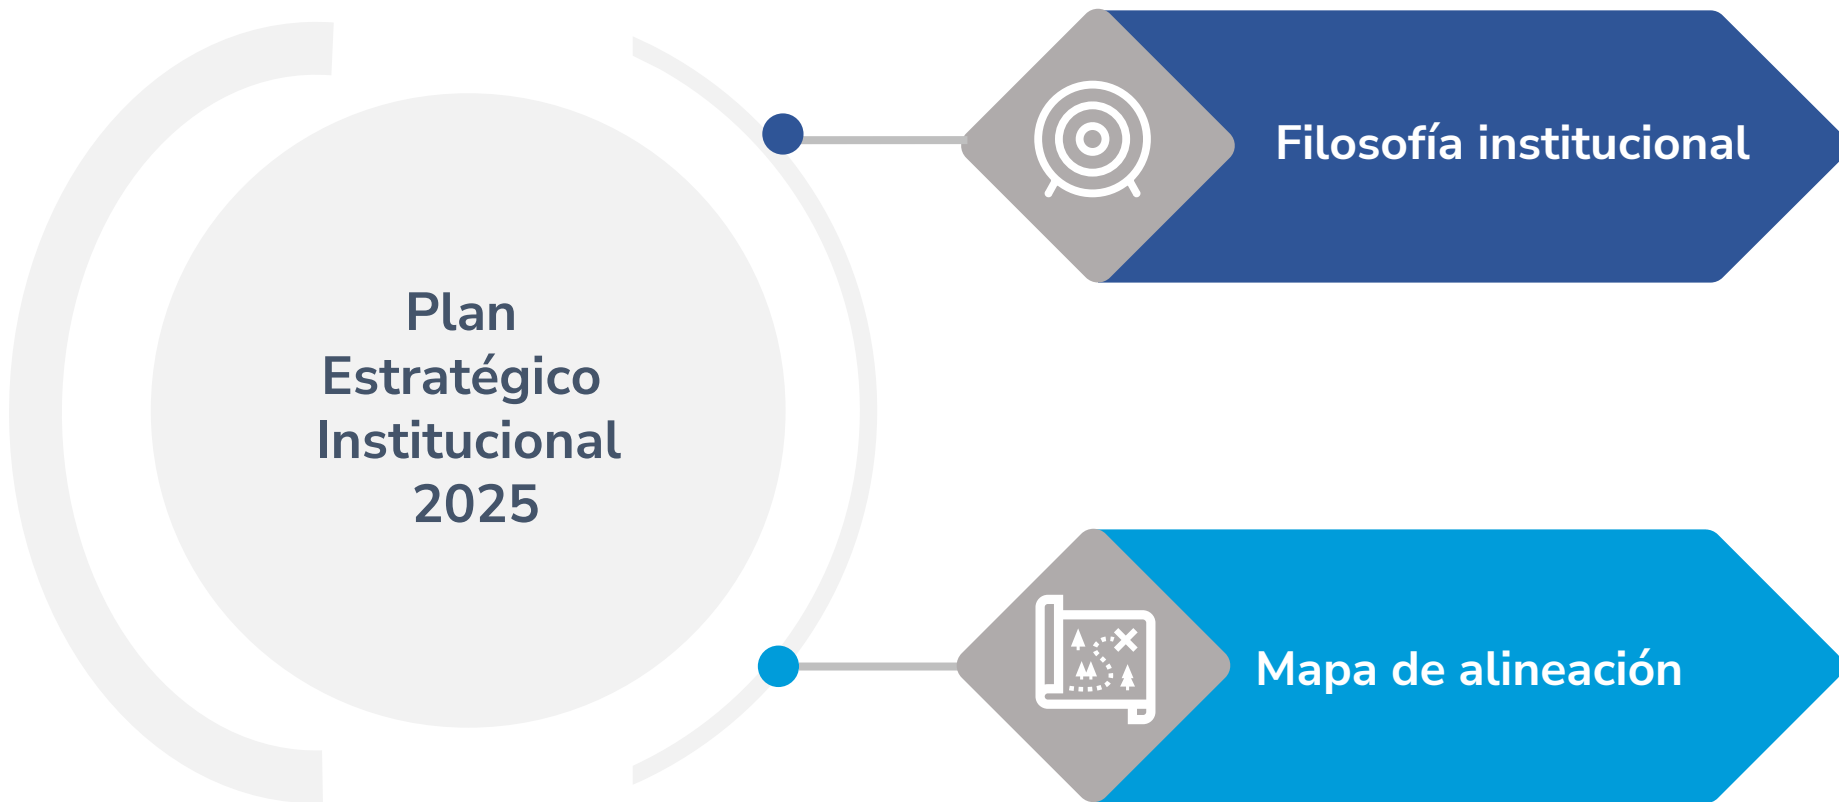 Plan
Estratégico
Institucional
2025
Filosofía institucional
Mapa de alineación